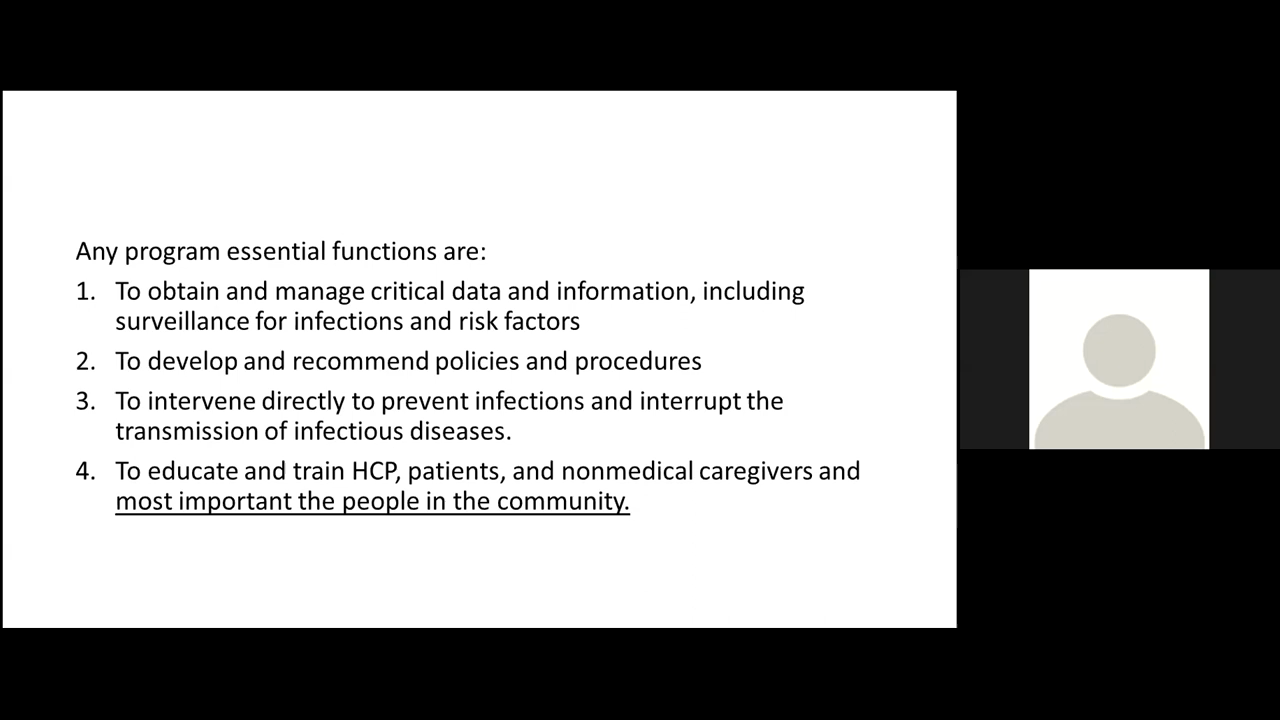 Any program essential functions are:
1. To obtain and manage critical data and information, including
surveillance for infections and risk factors
2. To develop and recommend policies and procedures
3. To intervene directly to prevent infections and interrupt the
transmission of infectious diseases.
4. To educate and train HCP, patients, and nonmedical caregivers and
most important the people in the community.